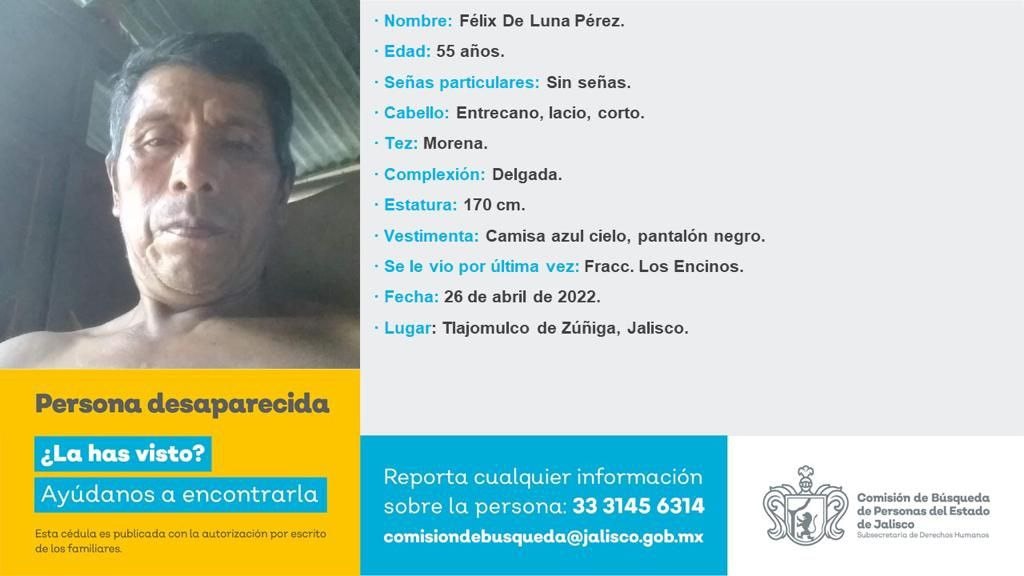 · Nombre: Félix De Luna Pérez.
· Edad: 55 años.
· Señas particulares: Sin señas.
· Cabello: Entrecano, lacio, corto.
· Tez: Morena.
· Complexión: Delgada.
· Estatura: 170 cm.
· Vestimenta: Camisa azul cielo, pantalón negro.
· Se le vio por última vez: Fracc. Los Encinos.
· Fecha: 26 de abril de 2022.
· Lugar: Tlajomulco de Zúñiga, Jalisco.
Persona desaparecida
¿La has visto?
Ayúdanos a encontrarla
Esta cédula es publicada con la autorización por escrito
de los familiares.
Reporta cualquier información
sobre la persona: 33 3145 6314
comisiondebusqueda@jalisco.gob.mx
Comisión de Búsqueda
de Personas del Estado
de Jalisco
Subsecretaría de Derechos Humanos